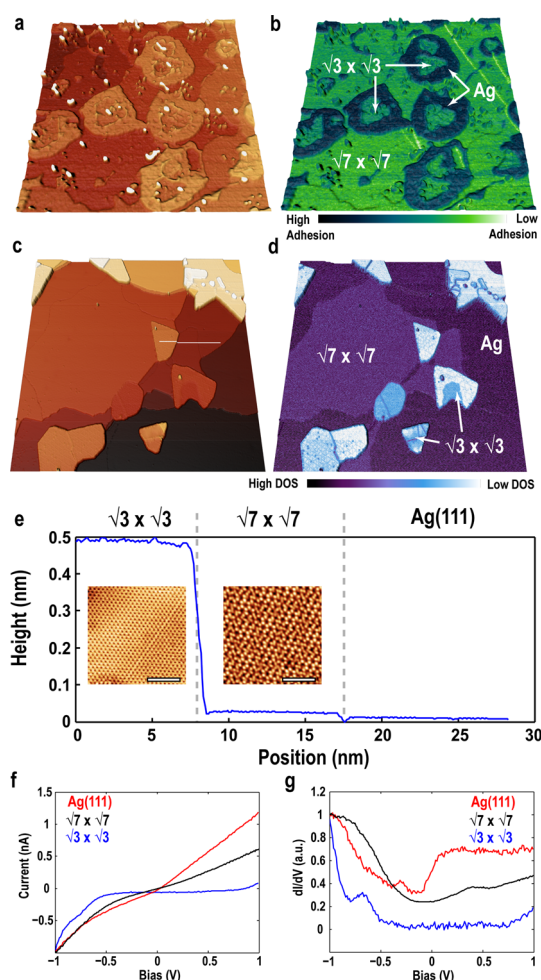 a
b
√3 x √3
Ag
√7 x √7
High
Adhesion
Low
Adhesion
c
d
√7 x √7
Ag
√3 x √3
High DOS
Low DOS
e
√3 x √3
√7 x √7
Ag(111)
0.5
0.4
0.3
0.2
0.1
0
Height (nm)
0
5
10
15
20
25
30
Position (nm)
f
Ag(111)
√7 x √7
√3 x √3
1.5
1
0.5
0
−0.5
−1
−0.5
0
0.5
1
Current (nA)
Bias (V)
g
Ag(111)
√7 x √7
√3 x √3
1.2
1
0.8
0.6
0.4
0.2
0
−1
−0.5
0
0.5
1
dI/dV (a.u.)
Bias (V)